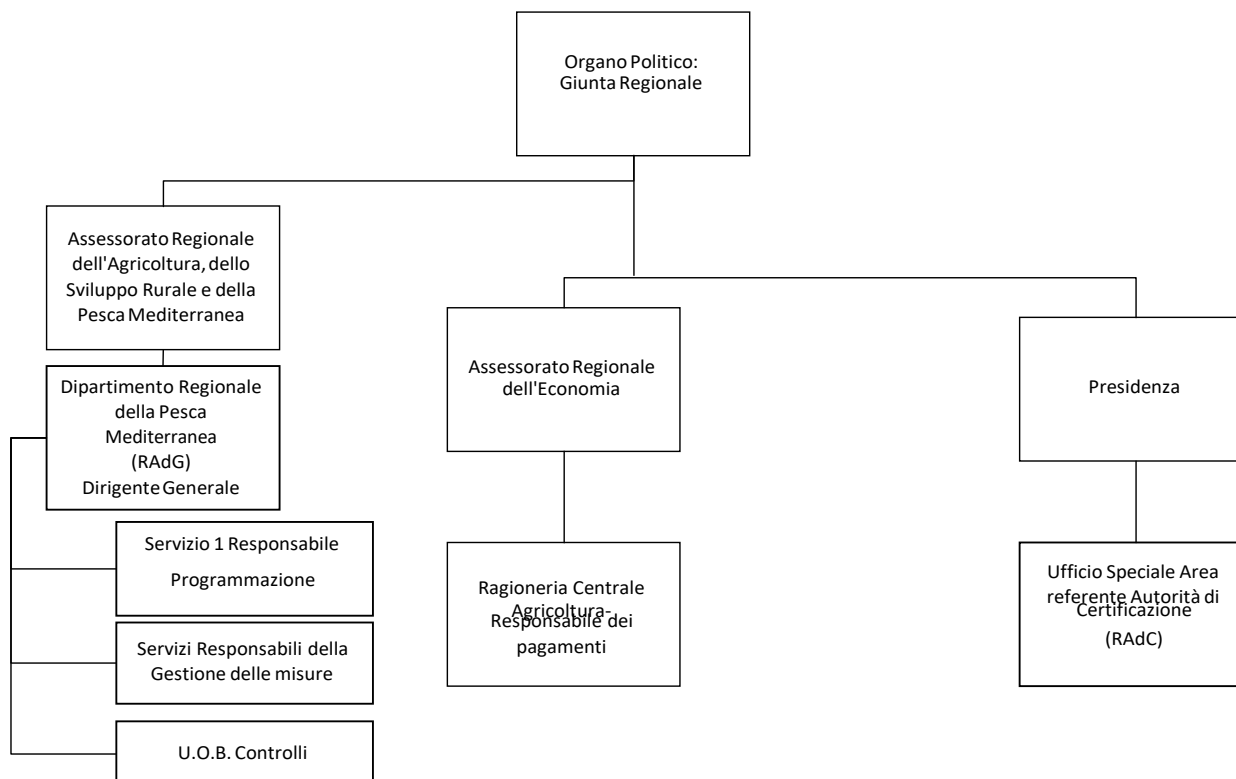 Organo Politico:
Giunta Regionale
Assessorato Regionale
dell'Agricoltura, dello
Sviluppo Rurale e della
Pesca Mediterranea
Dipartimento Regionale
della Pesca
Mediterranea
(RAdG)
Dirigente Generale
Servizio 1 Responsabile
Programmazione
Servizi Responsabili della
Gestione delle misure
U.O.B. Controlli
Assessorato Regionale
dell'Economia
Ragioneria Centrale
Agricoltura-
Responsabile dei
pagamenti
Presidenza
Ufficio Speciale Area
referente Autorità di
Certificazione
(RAdC)